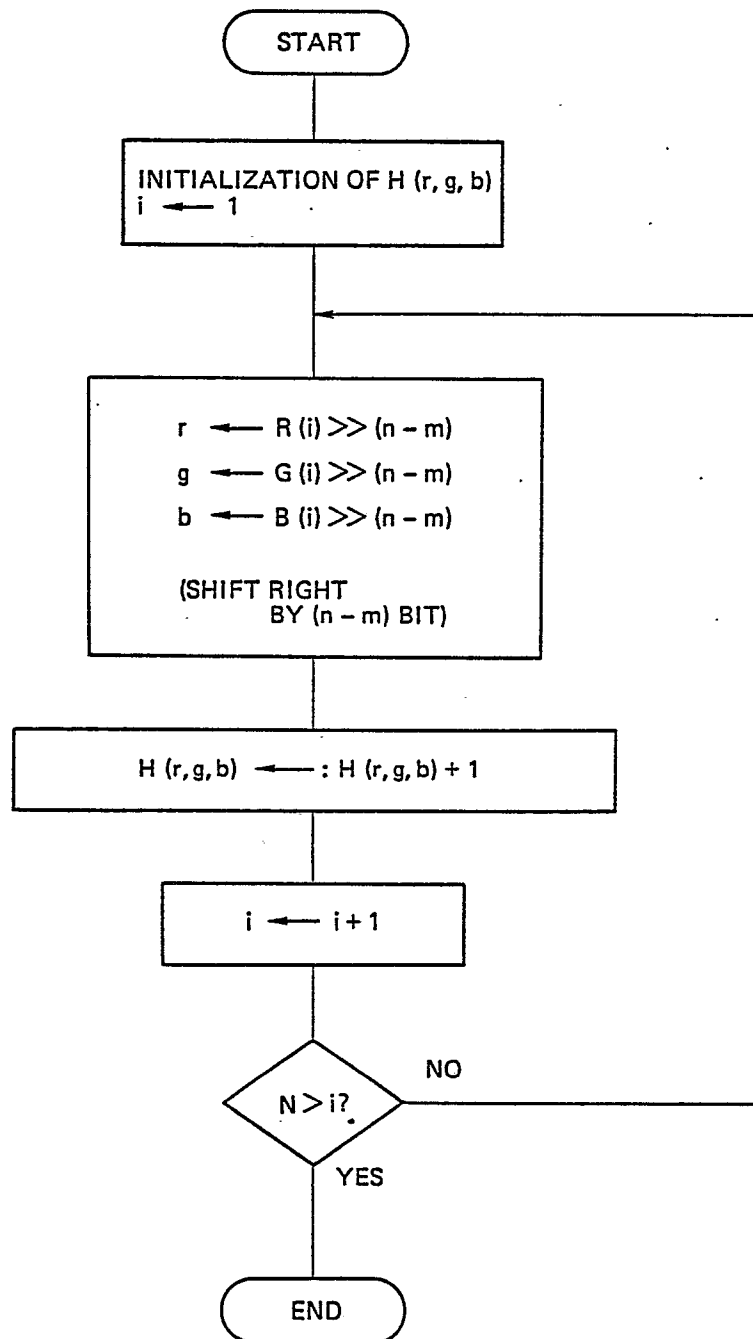 START
INITIALIZATION OF H (r, g, b)
i ← 1
r ← R (i) >> (n – m)
g ← G (i) >> (n – m)
b ← B (i) >> (n – m)
(SHIFT RIGHT
BY (n – m) BIT)
H (r,g,b) ← : H (r,g,b) + 1
i ← i + 1
N > i?
NO
YES
END